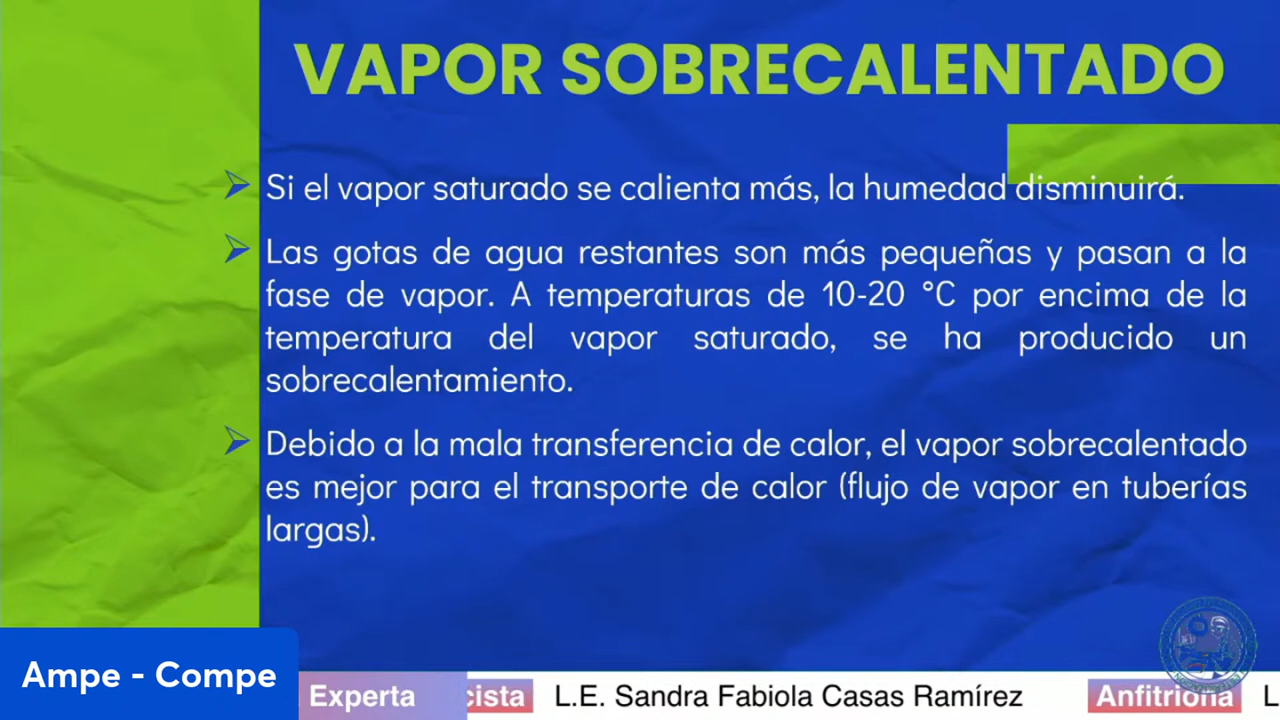 VAPOR SOBRECALENTADO
Si el vapor saturado se calienta más, la humedad disminuirá.
Las gotas de agua restantes son más pequeñas y pasan a la
fase de vapor. A temperaturas de 10-20 °C por encima de la
temperatura del vapor saturado, se ha producido un
sobrecalentamiento.
Debido a la mala transferencia de calor, el vapor sobrecalentado
es mejor para el transporte de calor (flujo de vapor en tuberías
largas).
Ampe - Compe
Experta cista L.E. Sandra Fabiola Casas Ramírez Anfitriona L